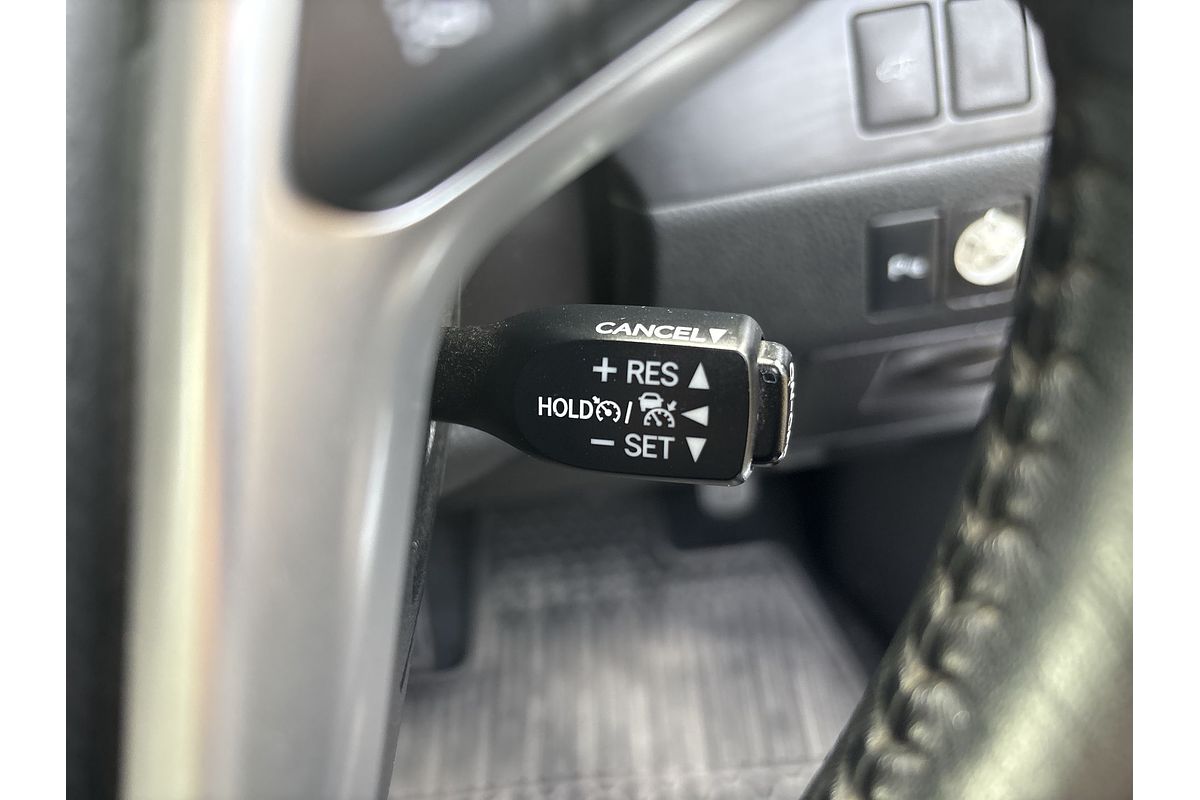 CANCEL▼
+ RES ▲
HOLD / ◀
− SET ▼